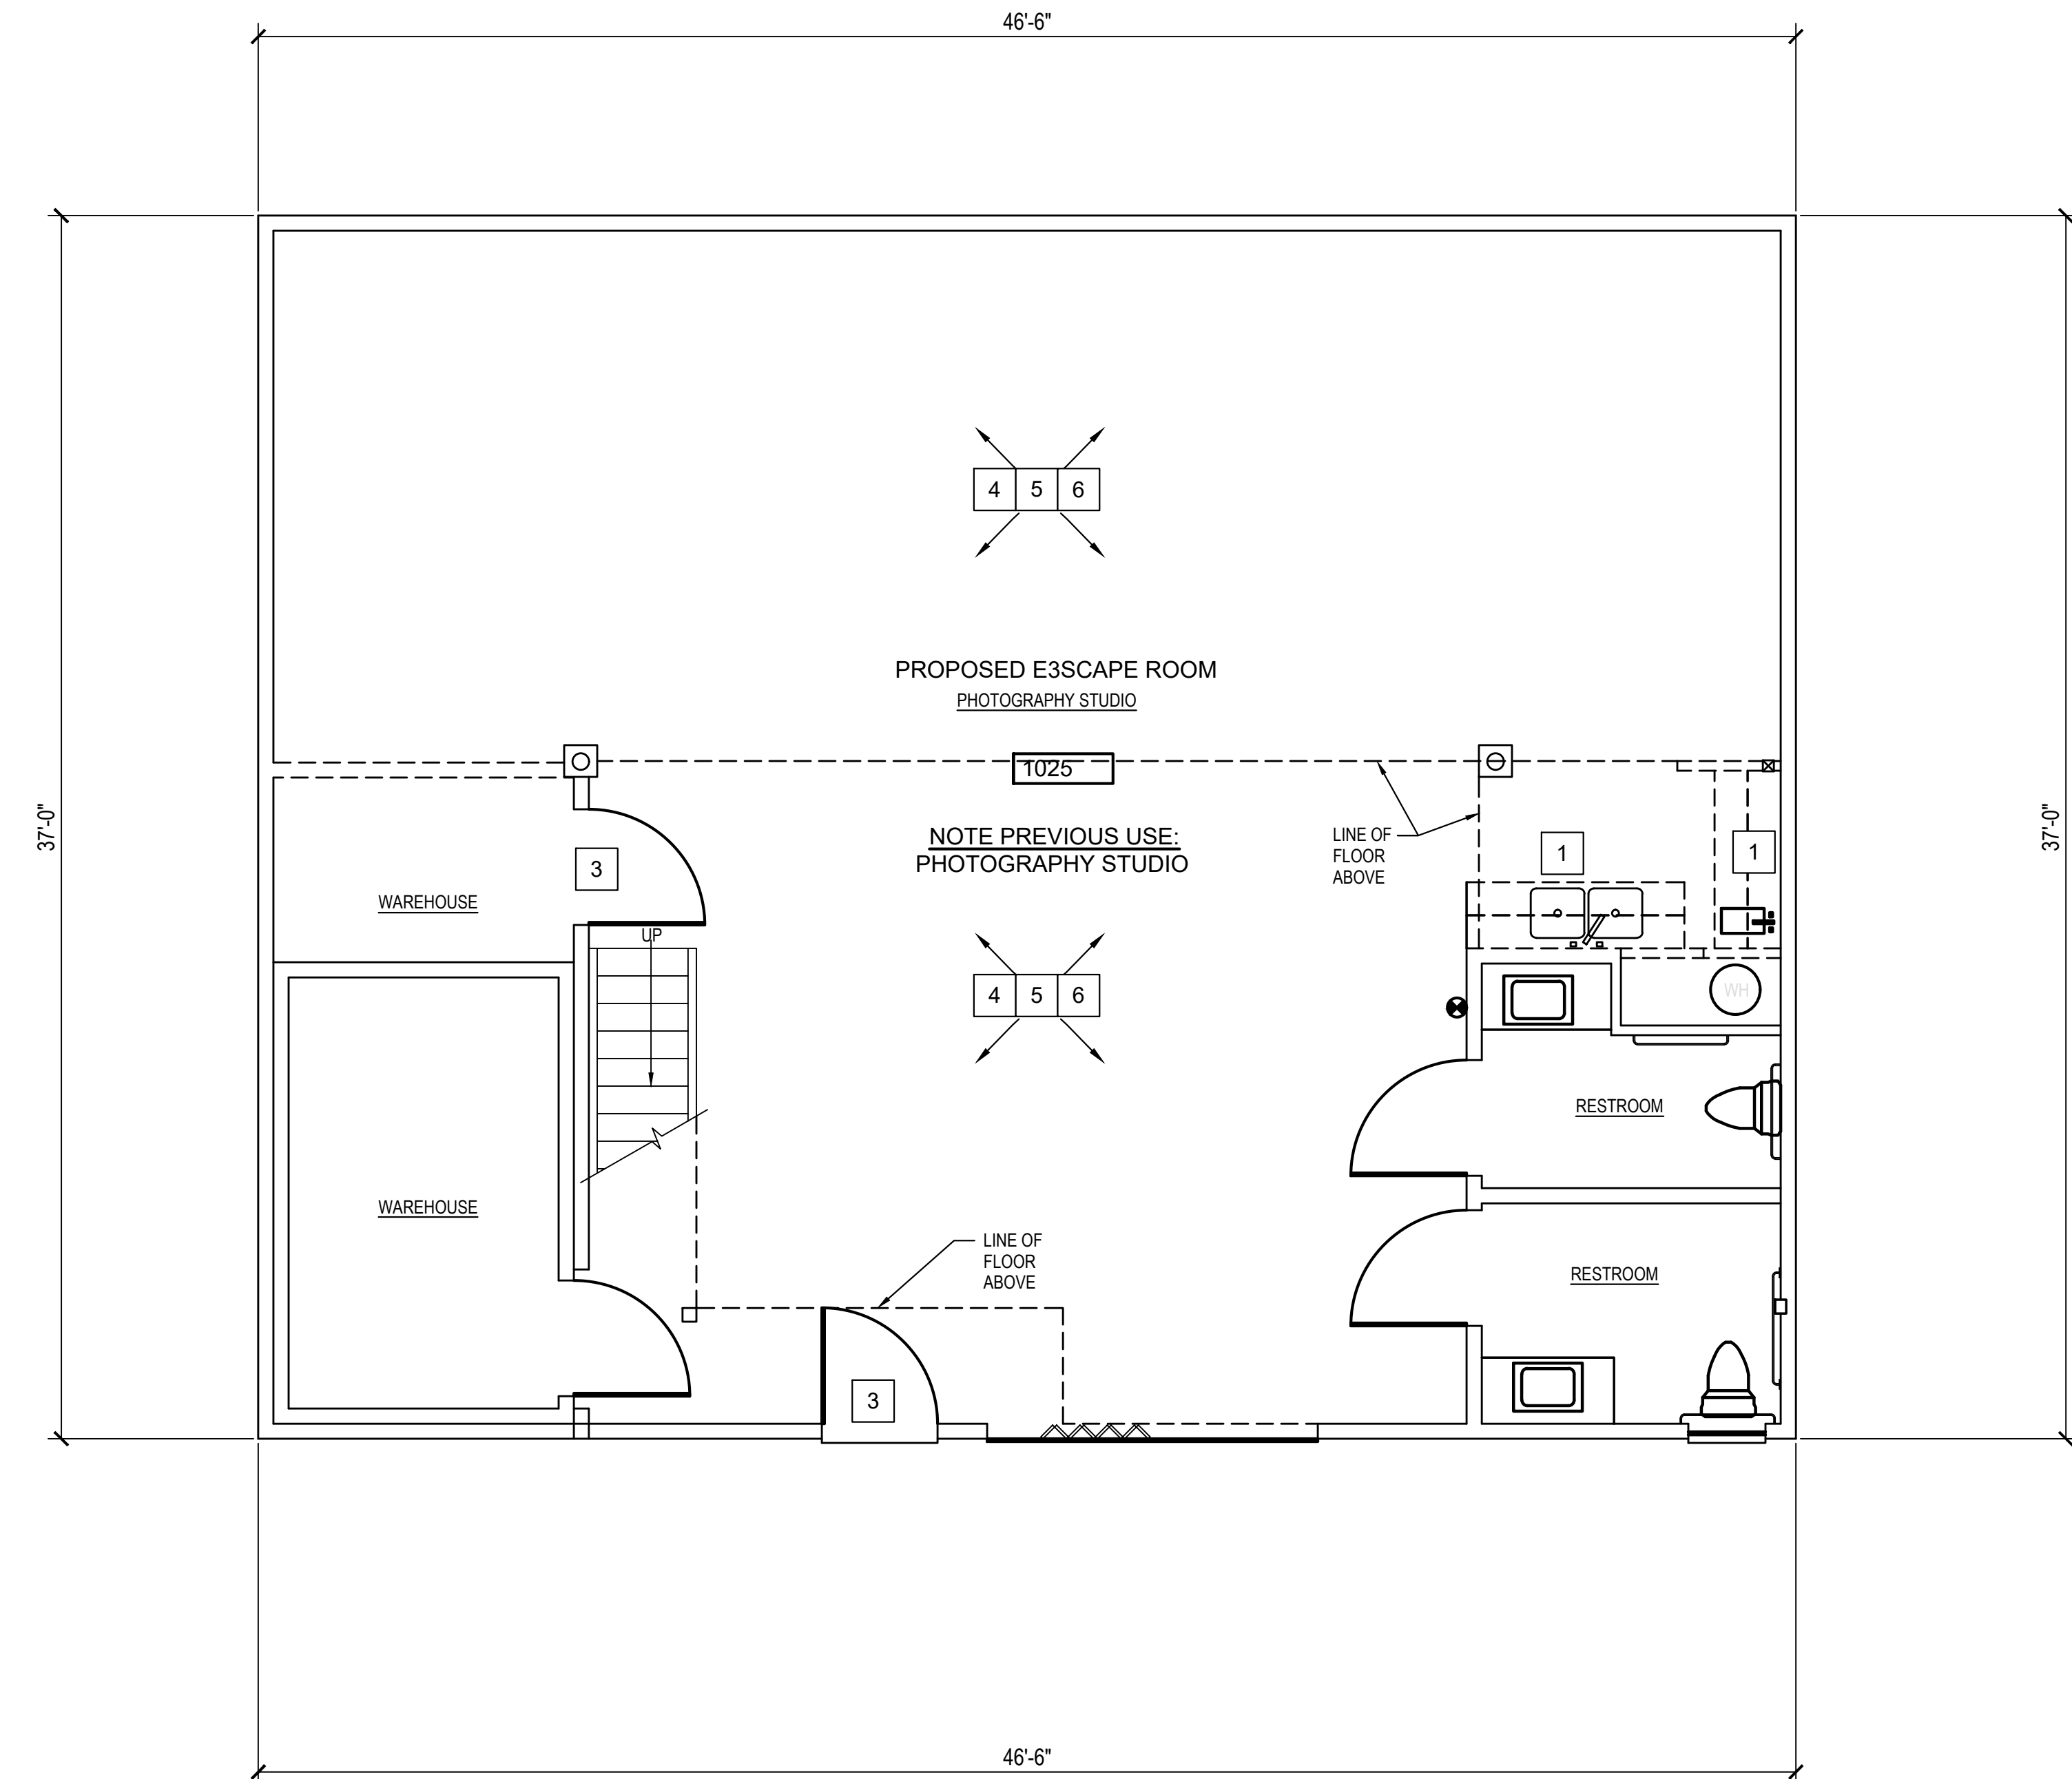 46'-6"
4 5 6
PROPOSED E3SCAPE ROOM
PHOTOGRAPHY STUDIO
1025
37'-0"
37'-0"
NOTE PREVIOUS USE:
PHOTOGRAPHY STUDIO
LINE OF
FLOOR
ABOVE
1
1
3
WAREHOUSE
UP
4 5 6
WH
RESTROOM
WAREHOUSE
LINE OF
FLOOR
ABOVE
RESTROOM
3
46'-6"